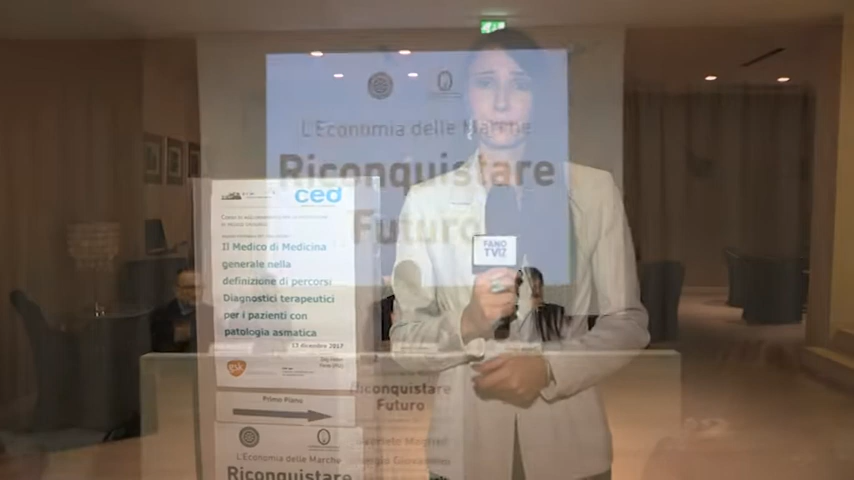 L'Economia delle Marche
Riconquistare
Futuro
ced
Il Medico di Medicina
generale nella
definizione di percorsi
Diagnostici terapeutici
per i pazienti con
patologia asmatica
13 dicembre 2017
gsk
Primo Piano
FANO
TV
Riconquistare
Futuro
L'Economia delle Marche
Riconquistare